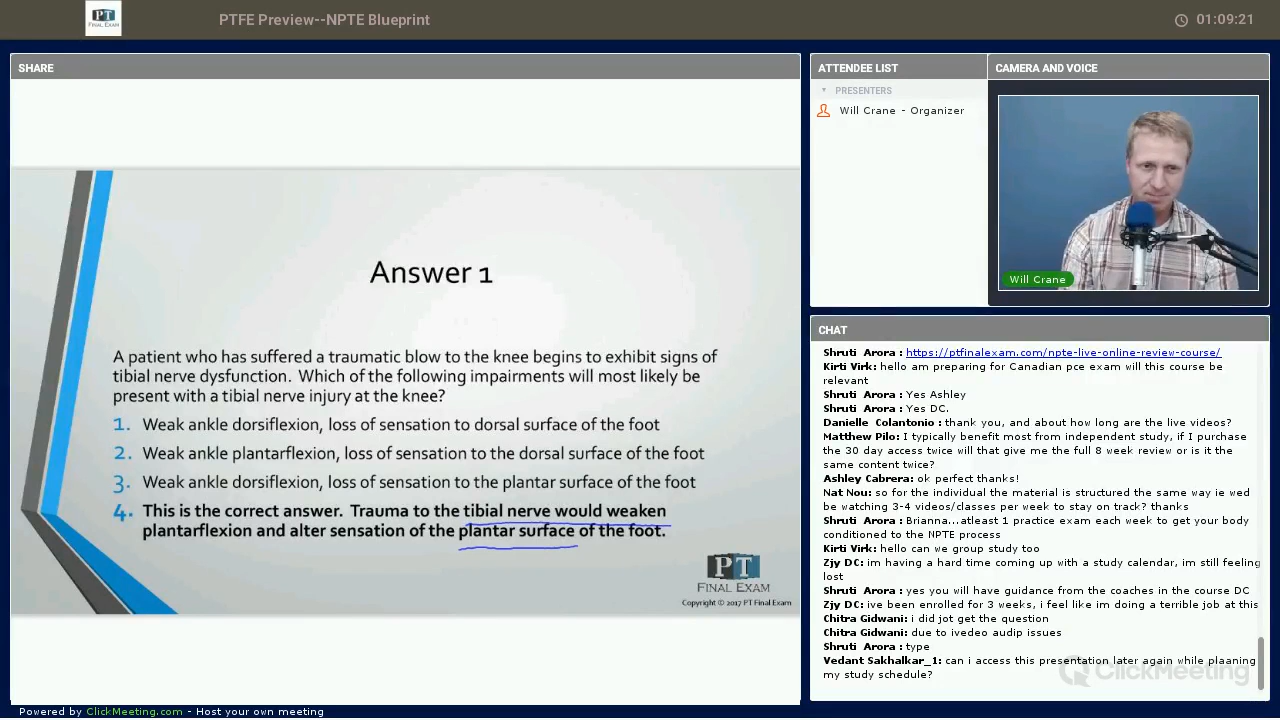 PT
FINAL EXAM
PTFE Preview--NPTE Blueprint
01:09:21
SHARE
Answer 1
A patient who has suffered a traumatic blow to the knee begins to exhibit signs of
tibial nerve dysfunction. Which of the following impairments will most likely be
present with a tibial nerve injury at the knee?
1. Weak ankle dorsiflexion, loss of sensation to dorsal surface of the foot
2. Weak ankle plantarflexion, loss of sensation to the dorsal surface of the foot
3. Weak ankle dorsiflexion, loss of sensation to the plantar surface of the foot
4. This is the correct answer. Trauma to the tibial nerve would weaken
plantarflexion and alter sensation of the plantar surface of the foot.
PT
FINAL EXAM
Copyright © 2017 PT Final Exam
ATTENDEE LIST
PRESENTERS
Will Crane - Organizer
CAMERA AND VOICE
Will Crane
CHAT
Shruti Arora : https://ptfinalexam.com/npte-live-online-review-course/
Kirti Virk: hello am preparing for Canadian pce exam will this course be
relevant
Shruti Arora : Yes Ashley
Shruti Arora : Yes DC.
Danielle Colantonio : thank you, and about how long are the live videos?
Matthew Pilo: I typically benefit most from independent study, if I purchase
the 30 day access twice will that give me the full 8 week review or is it the
same content twice?
Ashley Cabrera: ok perfect thanks!
Nat Nou: so for the individual the material is structured the same way ie wed
be watching 3-4 videos/classes per week to stay on track? thanks
Shruti Arora : Brianna...atleast 1 practice exam each week to get your body
conditioned to the NPTE process
Kirti Virk: hello can we group study too
Zjy DC: im having a hard time coming up with a study calendar, im still feeling
lost
Shruti Arora : yes you will have guidance from the coaches in the course DC
Zjy DC: ive been enrolled for 3 weeks, i feel like im doing a terrible job at this
Chitra Gidwani: i did jot get the question
Chitra Gidwani: due to ivedeo audip issues
Shruti Arora : type
Vedant Sakhalkar_1: can i access this presentation later again while plaaning
my study schedule?
ClickMeeting
Powered by ClickMeeting.com - Host your own meeting